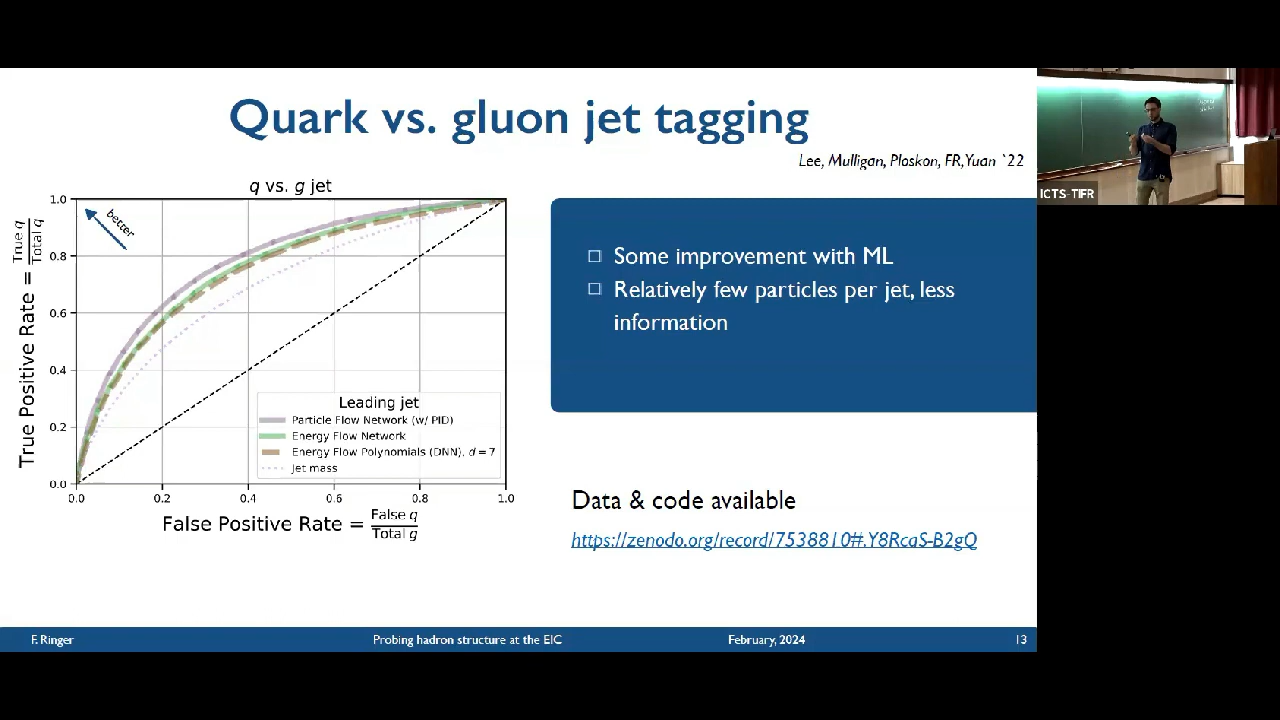 Quark vs. gluon jet tagging
Lee, Mulligan, Ploskon, FR,Yuan `22
q vs. g jet
better
True Positive Rate = True q / Total q
1.0
0.8
0.6
0.4
0.2
0.0
0.0 0.2 0.4 0.6 0.8 1.0
False Positive Rate = False q / Total g
Leading jet
Particle Flow Network (w/ PID)
Energy Flow Network
Energy Flow Polynomials (DNN), d = 7
Jet mass
Some improvement with ML
Relatively few particles per jet, less
information
Data & code available
https://zenodo.org/record/7538810#.Y8RcaS-B2gQ
F. Ringer Probing hadron structure at the EIC February, 2024 13
ICTS-TIFR